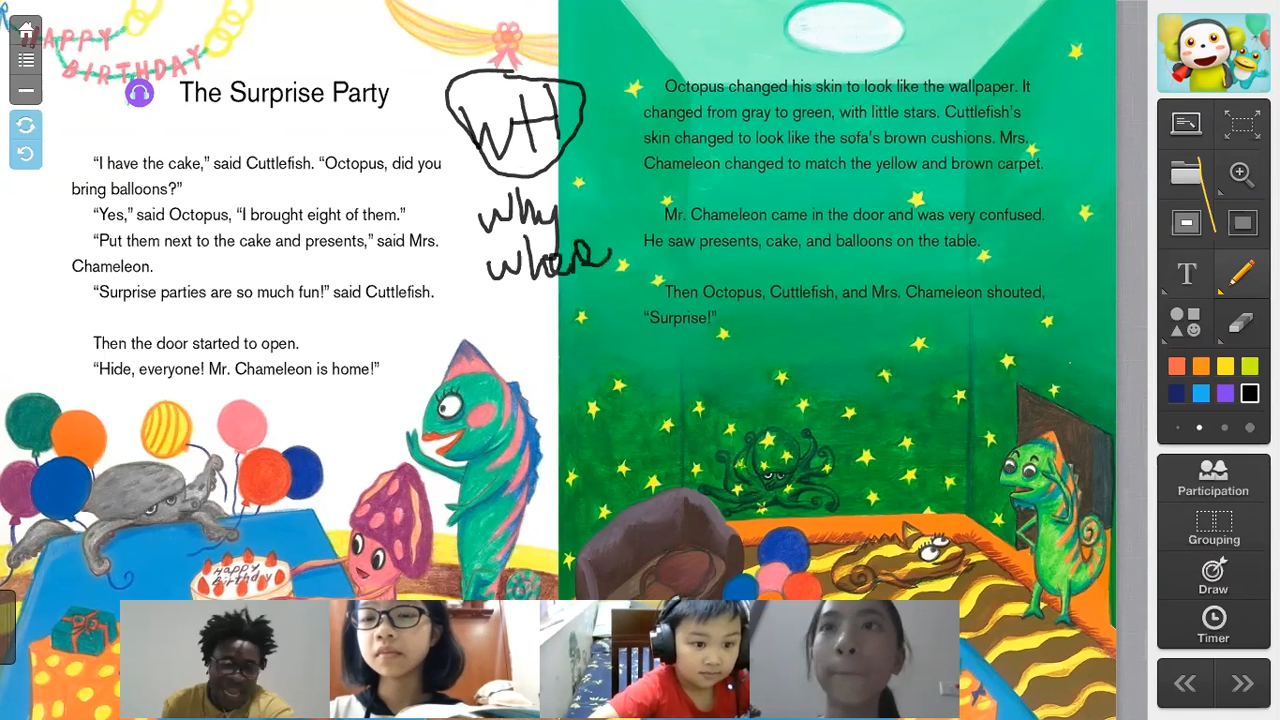 HAPPY
BIRTHDAY
The Surprise Party
“I have the cake,” said Cuttlefish. “Octopus, did you
bring balloons?”
“Yes,” said Octopus, “I brought eight of them.”
“Put them next to the cake and presents,” said Mrs.
Chameleon.
“Surprise parties are so much fun!” said Cuttlefish.
Then the door started to open.
“Hide, everyone! Mr. Chameleon is home!”
Happy
Birthday
WH
why
where
Octopus changed his skin to look like the wallpaper. It
changed from gray to green, with little stars. Cuttlefish’s
skin changed to look like the sofa’s brown cushions. Mrs.
Chameleon changed to match the yellow and brown carpet.
Mr. Chameleon came in the door and was very confused.
He saw presents, cake, and balloons on the table.
Then Octopus, Cuttlefish, and Mrs. Chameleon shouted,
“Surprise!”
T
Participation
Grouping
Draw
Timer